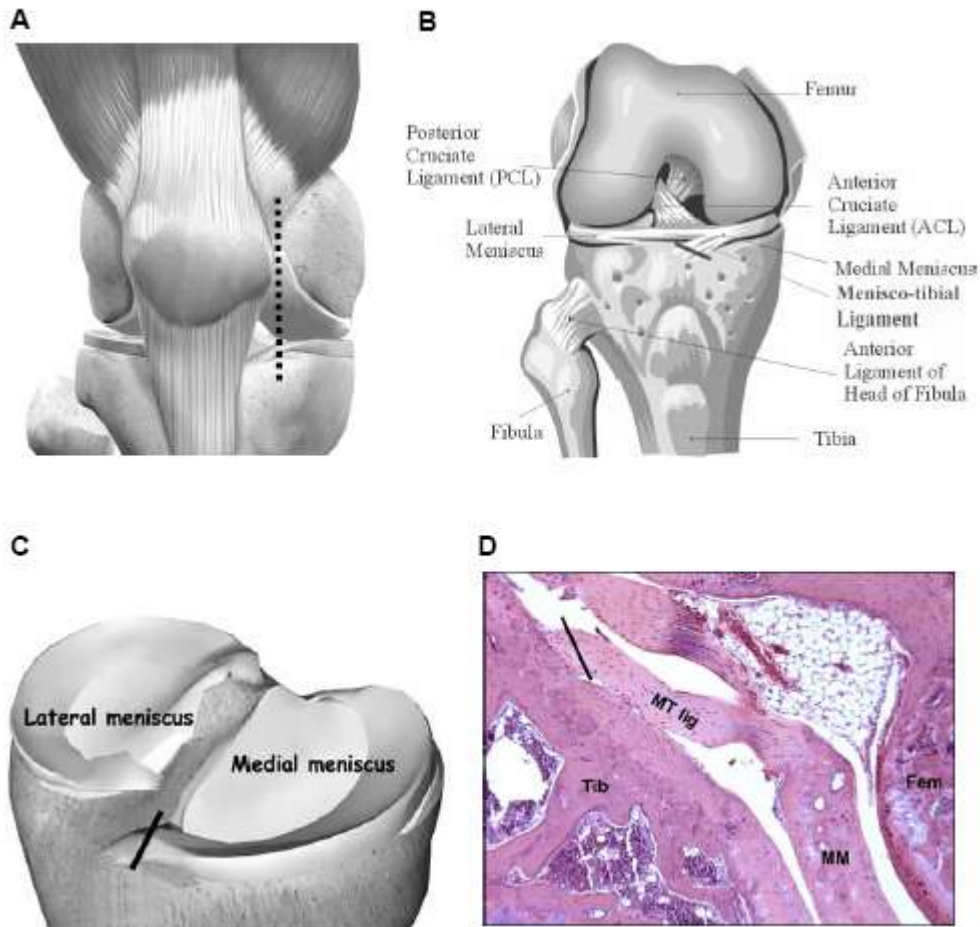 A
B
Femur
Posterior
Cruciate
Ligament (PCL)
Anterior
Cruciate
Ligament (ACL)
Lateral
Meniscus
Medial Meniscus
Menisco-tibial
Ligament
Anterior
Ligament of
Head of Fibula
Fibula
Tibia
C
Lateral meniscus
Medial meniscus
D
MT lig
Tib
Fem
MM